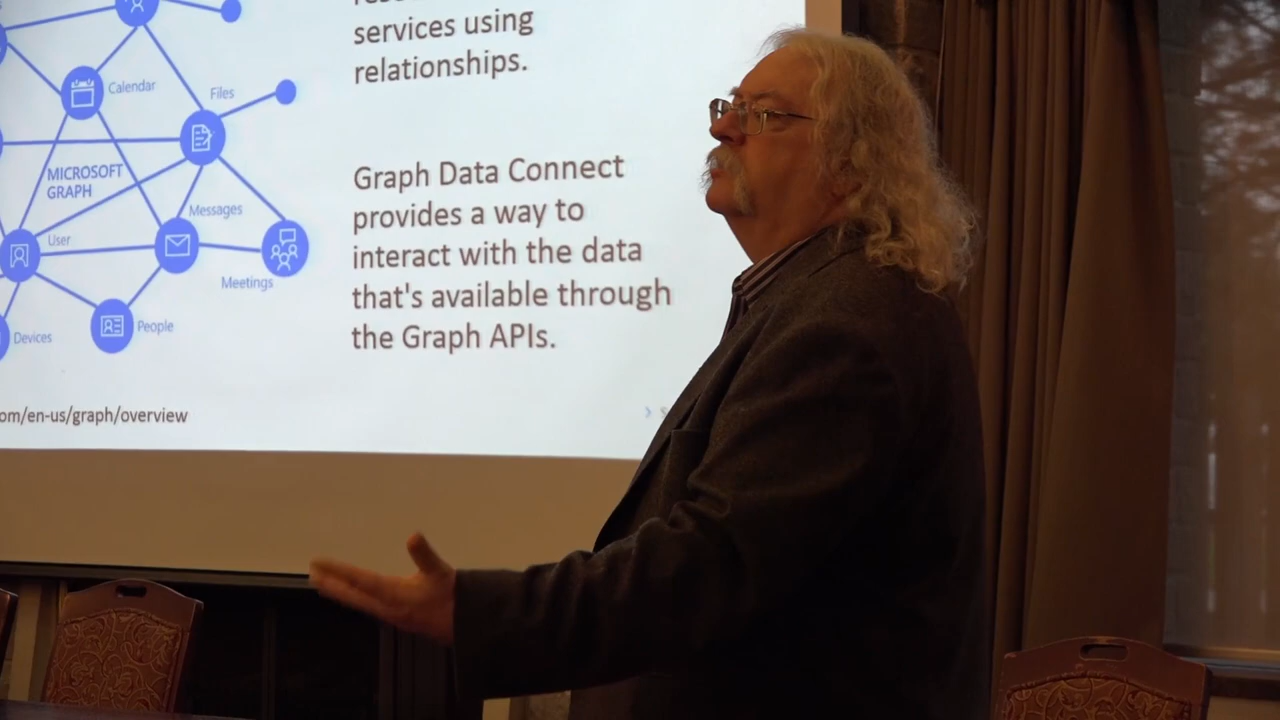 services using
relationships.
Calendar
Files
MICROSOFT
GRAPH
Graph Data Connect
provides a way to
interact with the data
that's available through
the Graph APIs.
Messages
User
Meetings
People
Devices
om/en-us/graph/overview